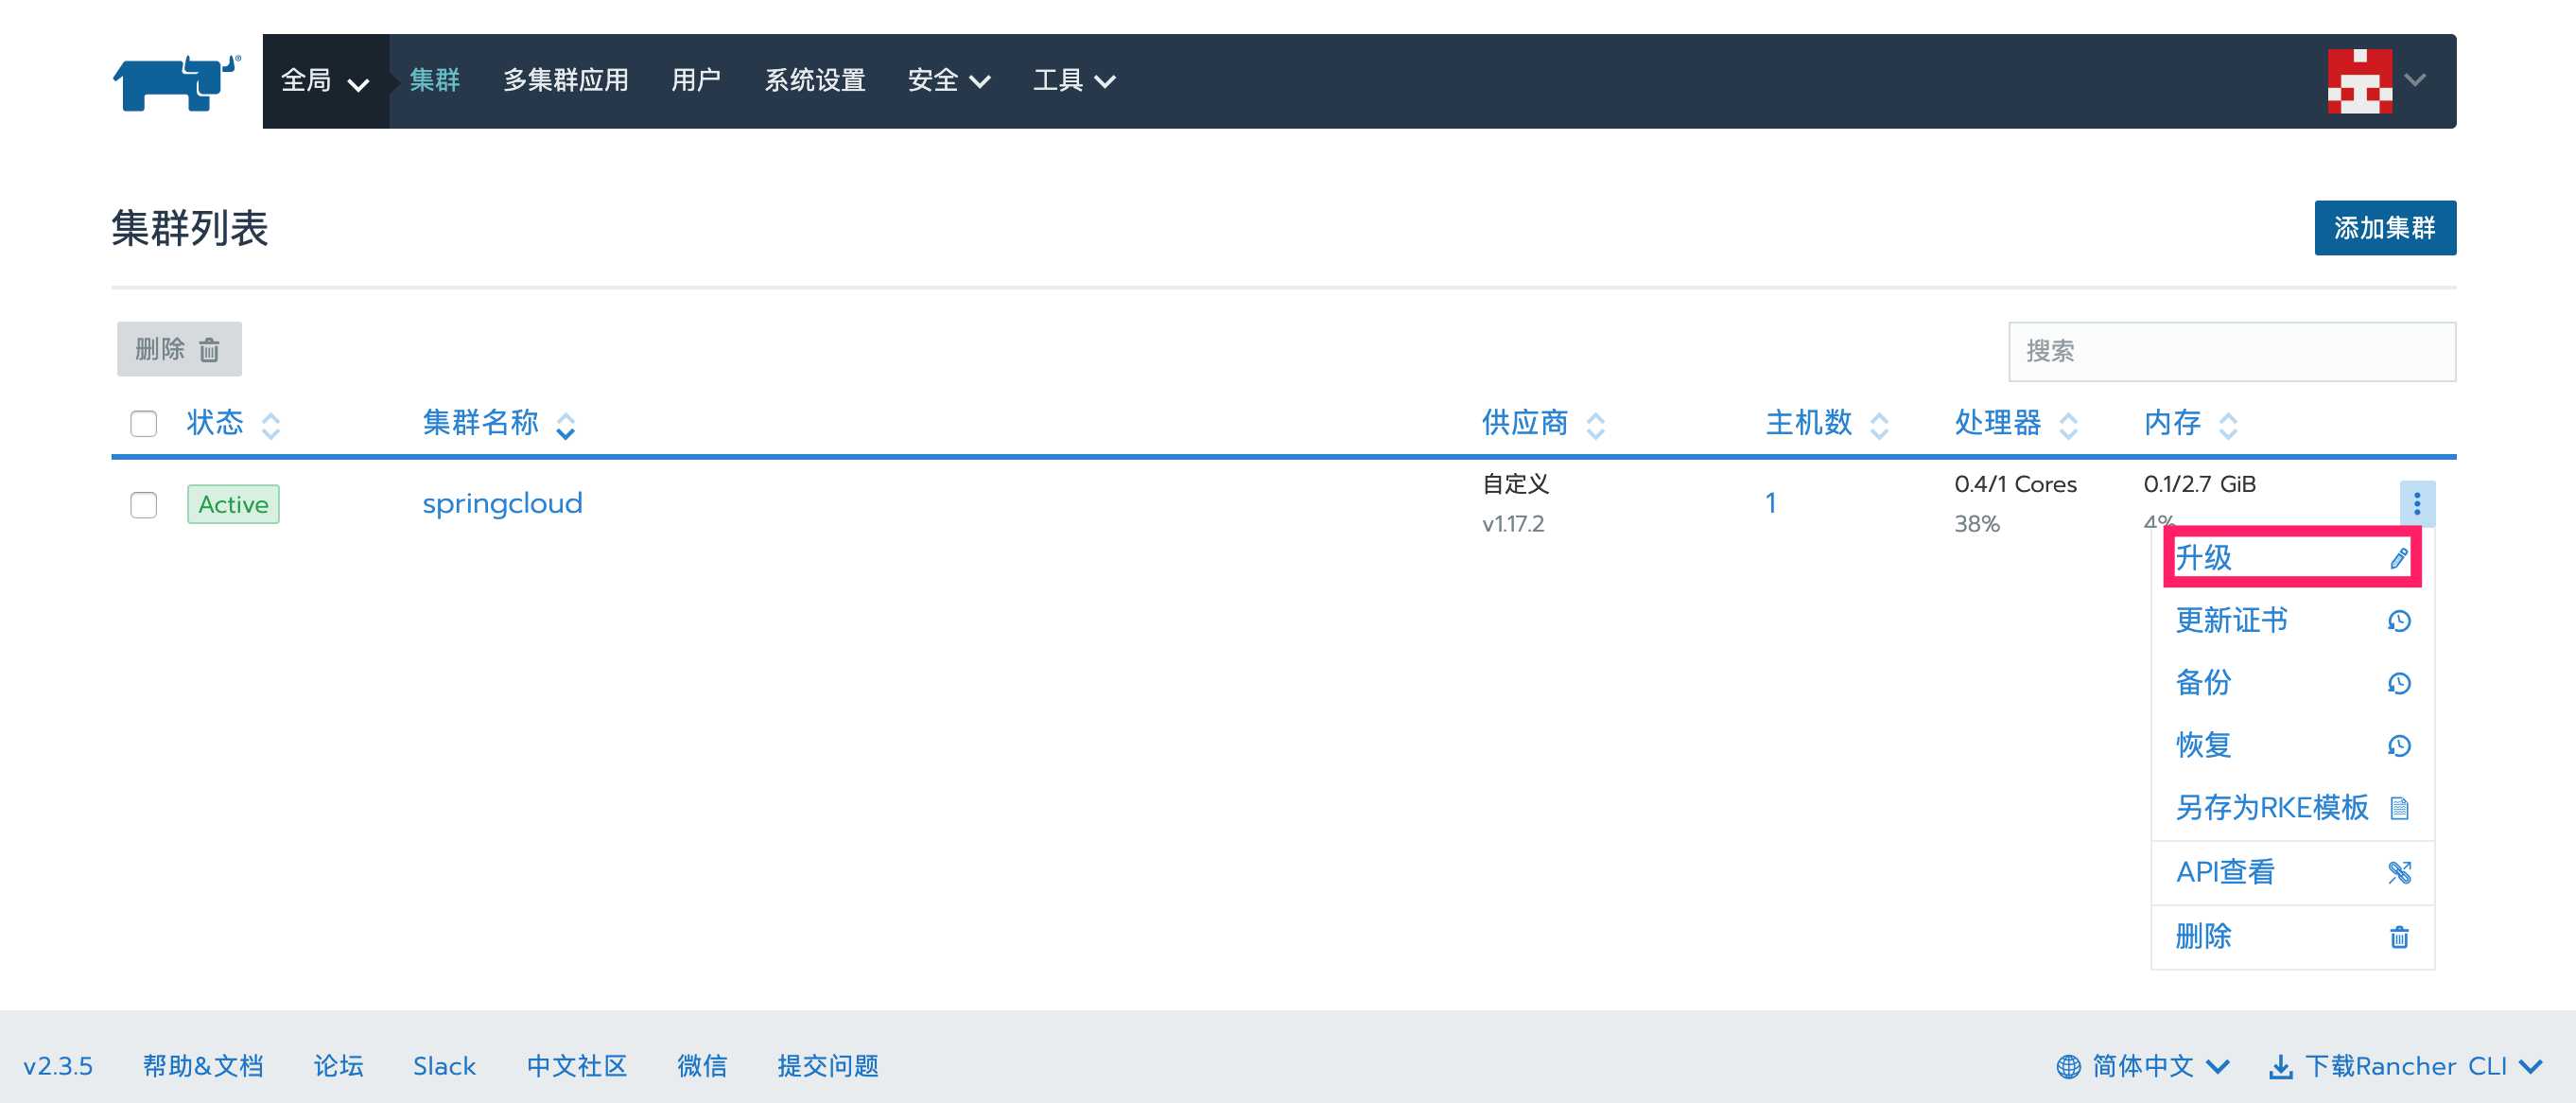 全局 集群 多集群应用 用户 系统设置 安全 工具
集群列表
添加集群
删除
搜索
状态 集群名称 供应商 主机数 处理器 内存
Active springcloud 自定义 1 0.4/1 Cores 0.1/2.7 GiB
v1.17.2 38% 4%
升级
更新证书
备份
恢复
另存为RKE模板
API查看
删除
v2.3.5 帮助&文档 论坛 Slack 中文社区 微信 提交问题 简体中文 下载Rancher CLI